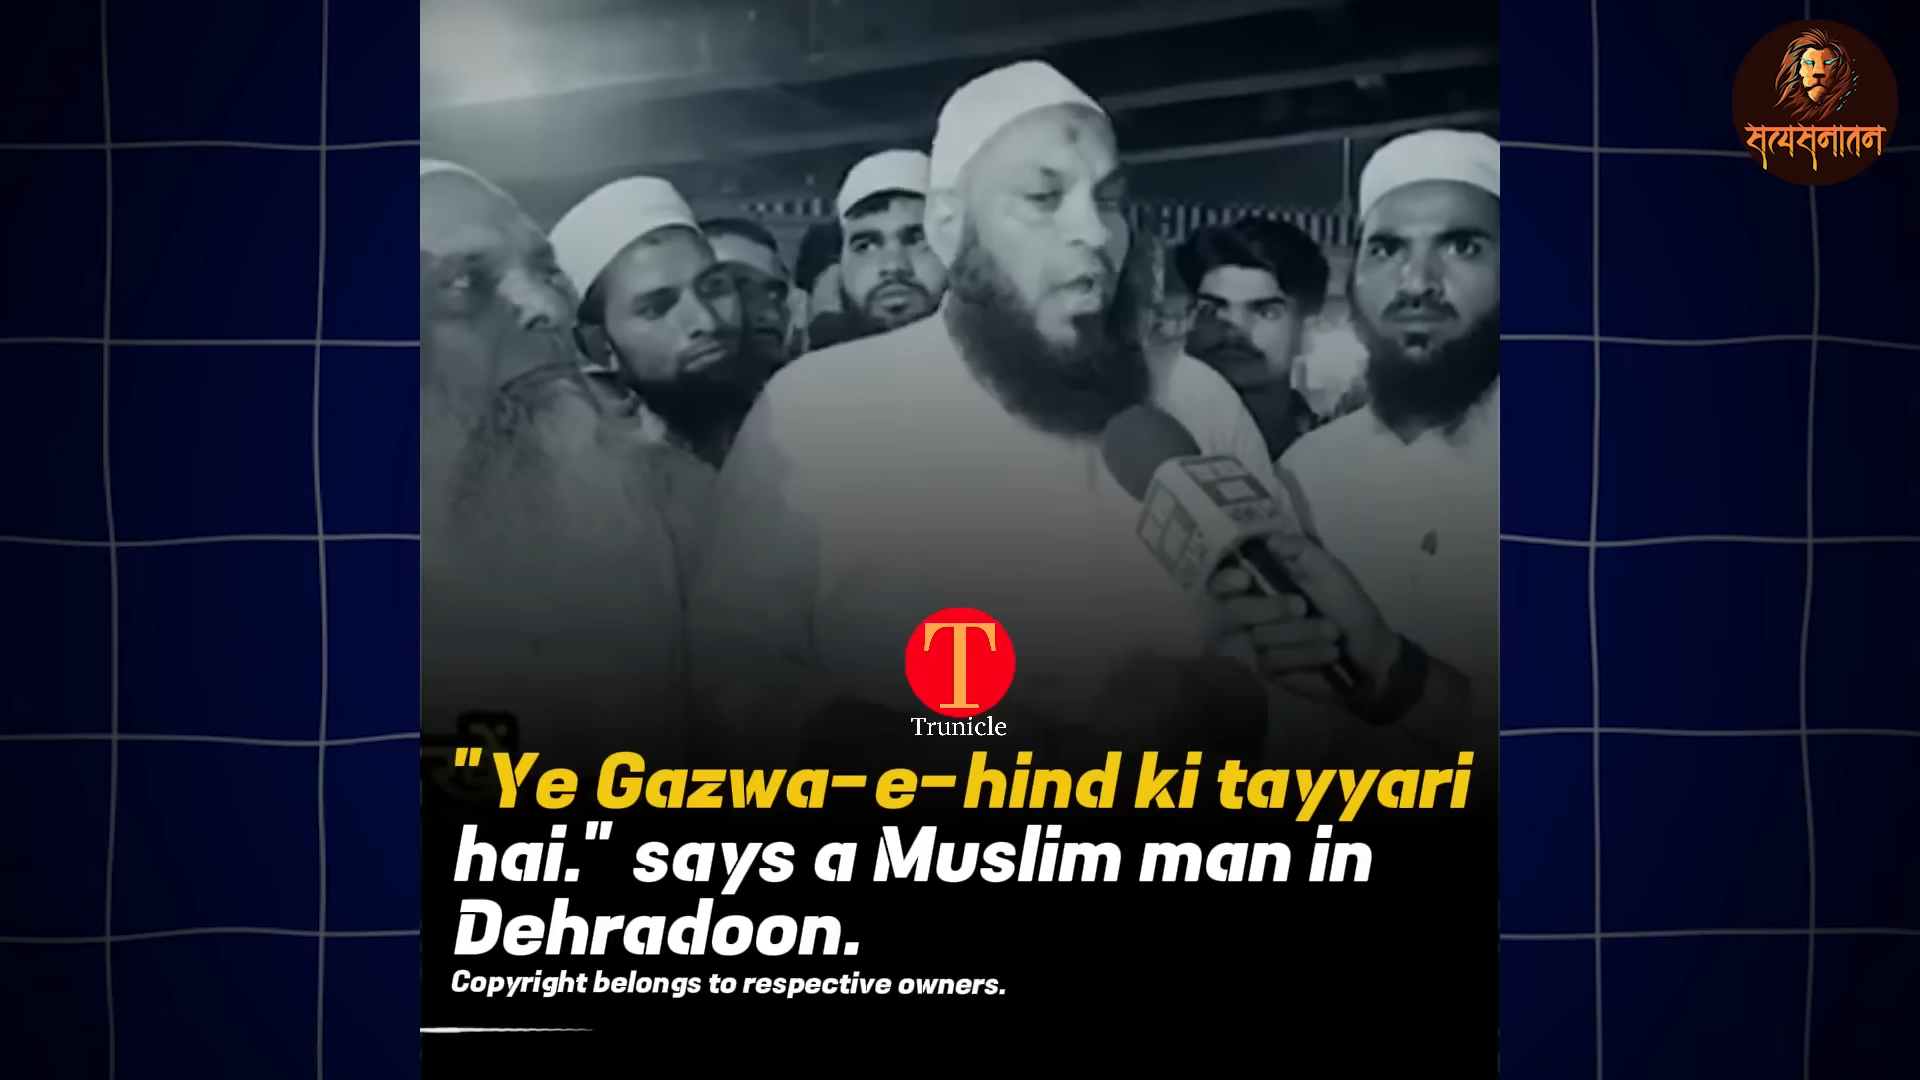 सत्यसनातन
T
Trunicle
"Ye Gazwa-e-hind ki tayyari
hai." says a Muslim man in
Dehradoon.
Copyright belongs to respective owners.